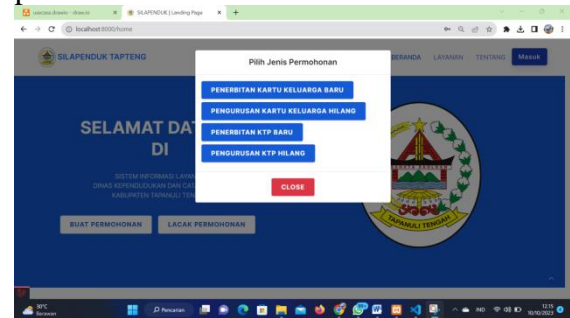 usecase.drawio - draw.io
SILAPENDUK | Landing Page
localhost:8000/home
SILAPENDUK TAPTENG
BERANDA
LAYANAN
TENTANG
Masuk
Pilih Jenis Permohonan
PENERBITAN KARTU KELUARGA BARU
PENGURUSAN KARTU KELUARGA HILANG
PENERBITAN KTP BARU
PENGURUSAN KTP HILANG
CLOSE
SELAMAT DAT
DI
SISTEM INFORMASI LAYAN
DINAS KEPENDUDUKAN DAN CAT
KABUPATEN TAPANULI TEN
BUAT PERMOHONAN
LACAK PERMOHONAN
TAPANULI TENGAH
30°C
Berawan
Pencarian
IND
12:15
10/10/2023